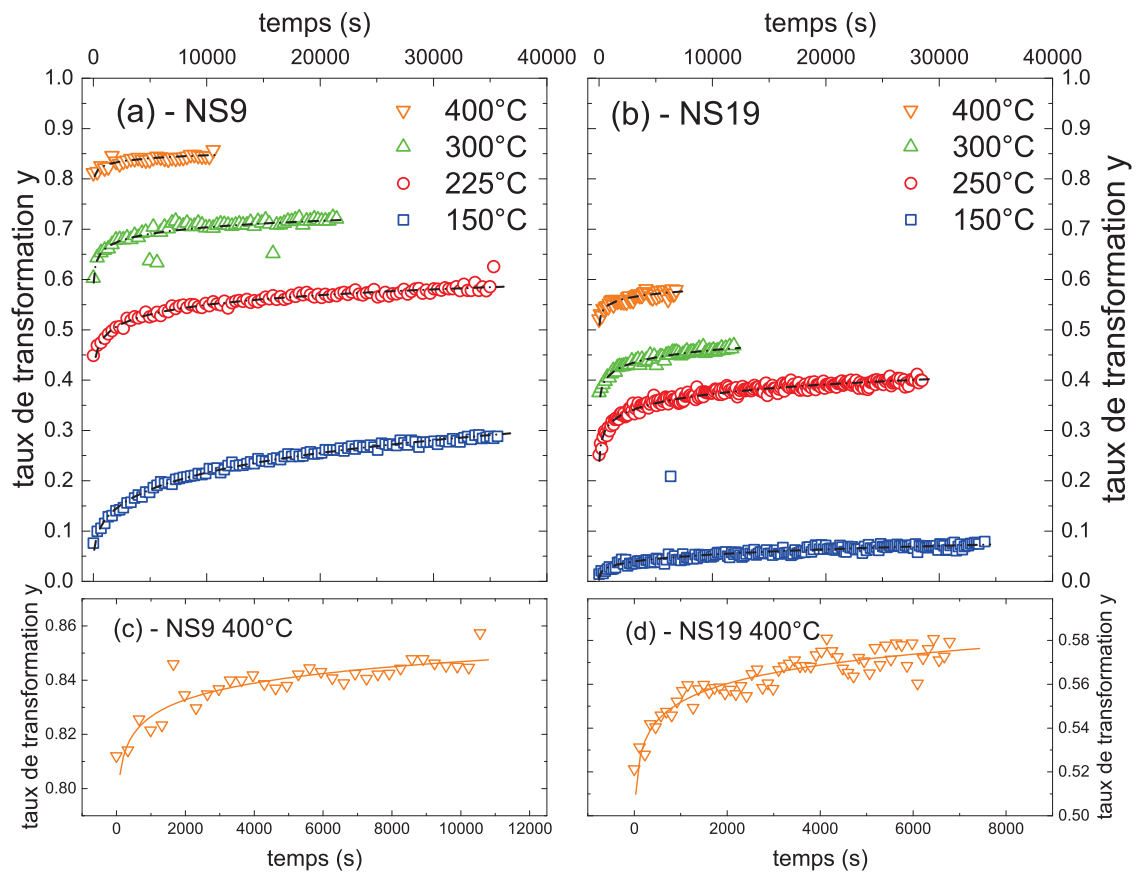 temps (s)
temps (s)
0 10000 20000 30000 40000
0 10000 20000 30000 40000
(a) - NS9
400°C
300°C
225°C
150°C
(b) - NS19
400°C
300°C
250°C
150°C
taux de transformation y
1.0
0.9
0.8
0.7
0.6
0.5
0.4
0.3
0.2
0.1
0.0
1.0
0.9
0.8
0.7
0.6
0.5
0.4
0.3
0.2
0.1
0.0
taux de transformation y
(c) - NS9 400°C
taux de transformation y
0.86
0.84
0.82
0.80
0 2000 4000 6000 8000 10000 12000
temps (s)
(d) - NS19 400°C
0.58
0.56
0.54
0.51
0.50
taux de transformation y
0 2000 4000 6000 8000
temps (s)